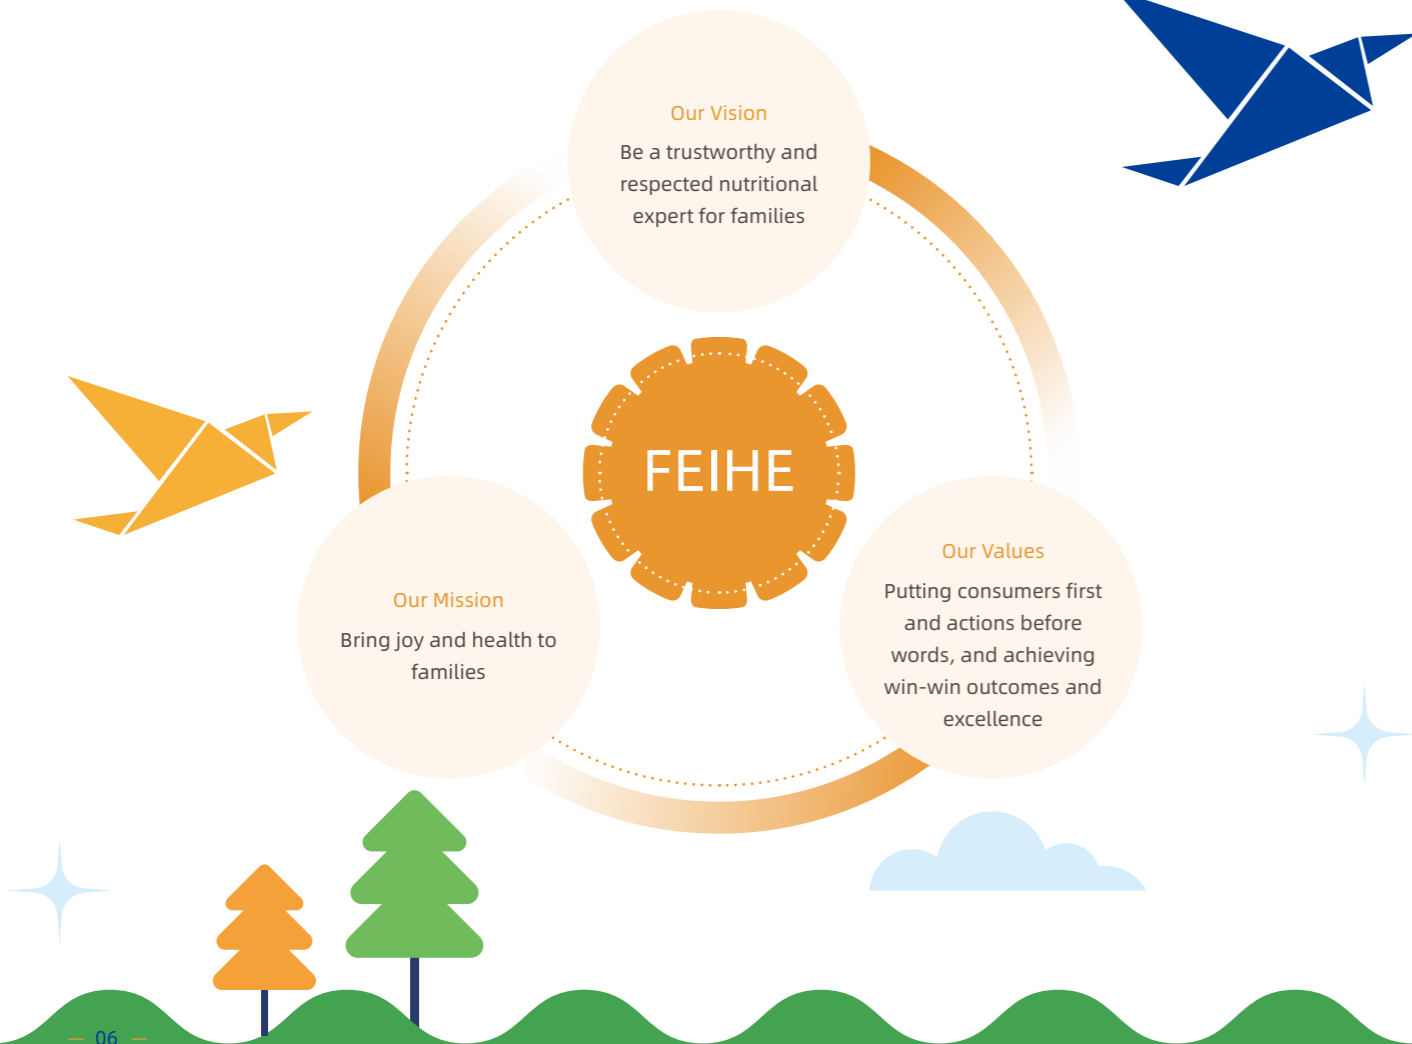 Our Vision
Be a trustworthy and
respected nutritional
expert for families
FEIHE
Our Mission
Bring joy and health to
families
Our Values
Putting consumers first
and actions before
words, and achieving
win-win outcomes and
excellence
— 06 —